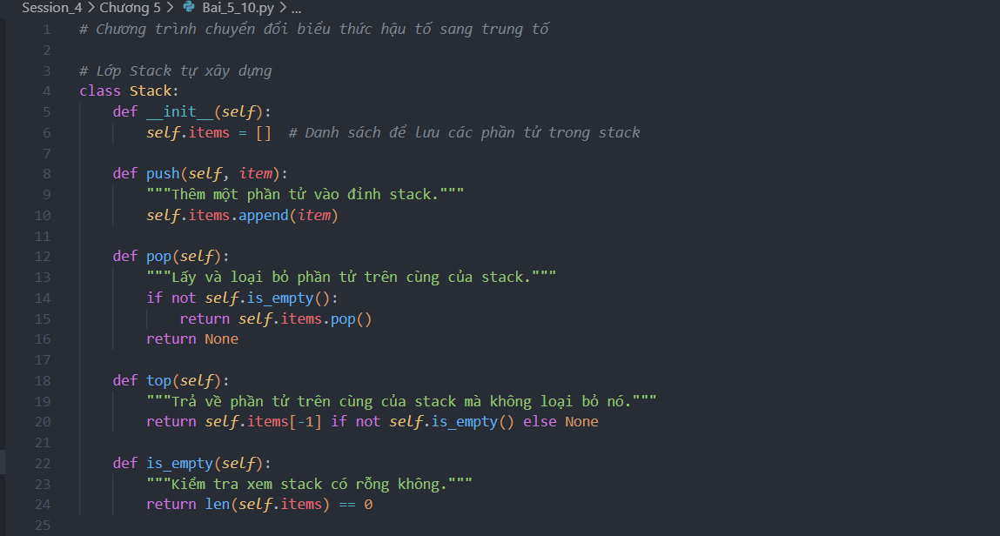 Session_4 > Chương 5 > Bai_5_10.py > ...
1 # Chương trình chuyển đổi biểu thức hậu tố sang trung tố
2
3 # Lớp Stack tự xây dựng
4 class Stack:
5     def __init__(self):
6         self.items = []  # Danh sách để lưu các phần tử trong stack
7
8     def push(self, item):
9         """Thêm một phần tử vào đỉnh stack."""
10         self.items.append(item)
11
12     def pop(self):
13         """Lấy và loại bỏ phần tử trên cùng của stack."""
14         if not self.is_empty():
15             return self.items.pop()
16         return None
17
18     def top(self):
19         """Trả về phần tử trên cùng của stack mà không loại bỏ nó."""
20         return self.items[-1] if not self.is_empty() else None
21
22     def is_empty(self):
23         """Kiểm tra xem stack có rỗng không."""
24         return len(self.items) == 0
25